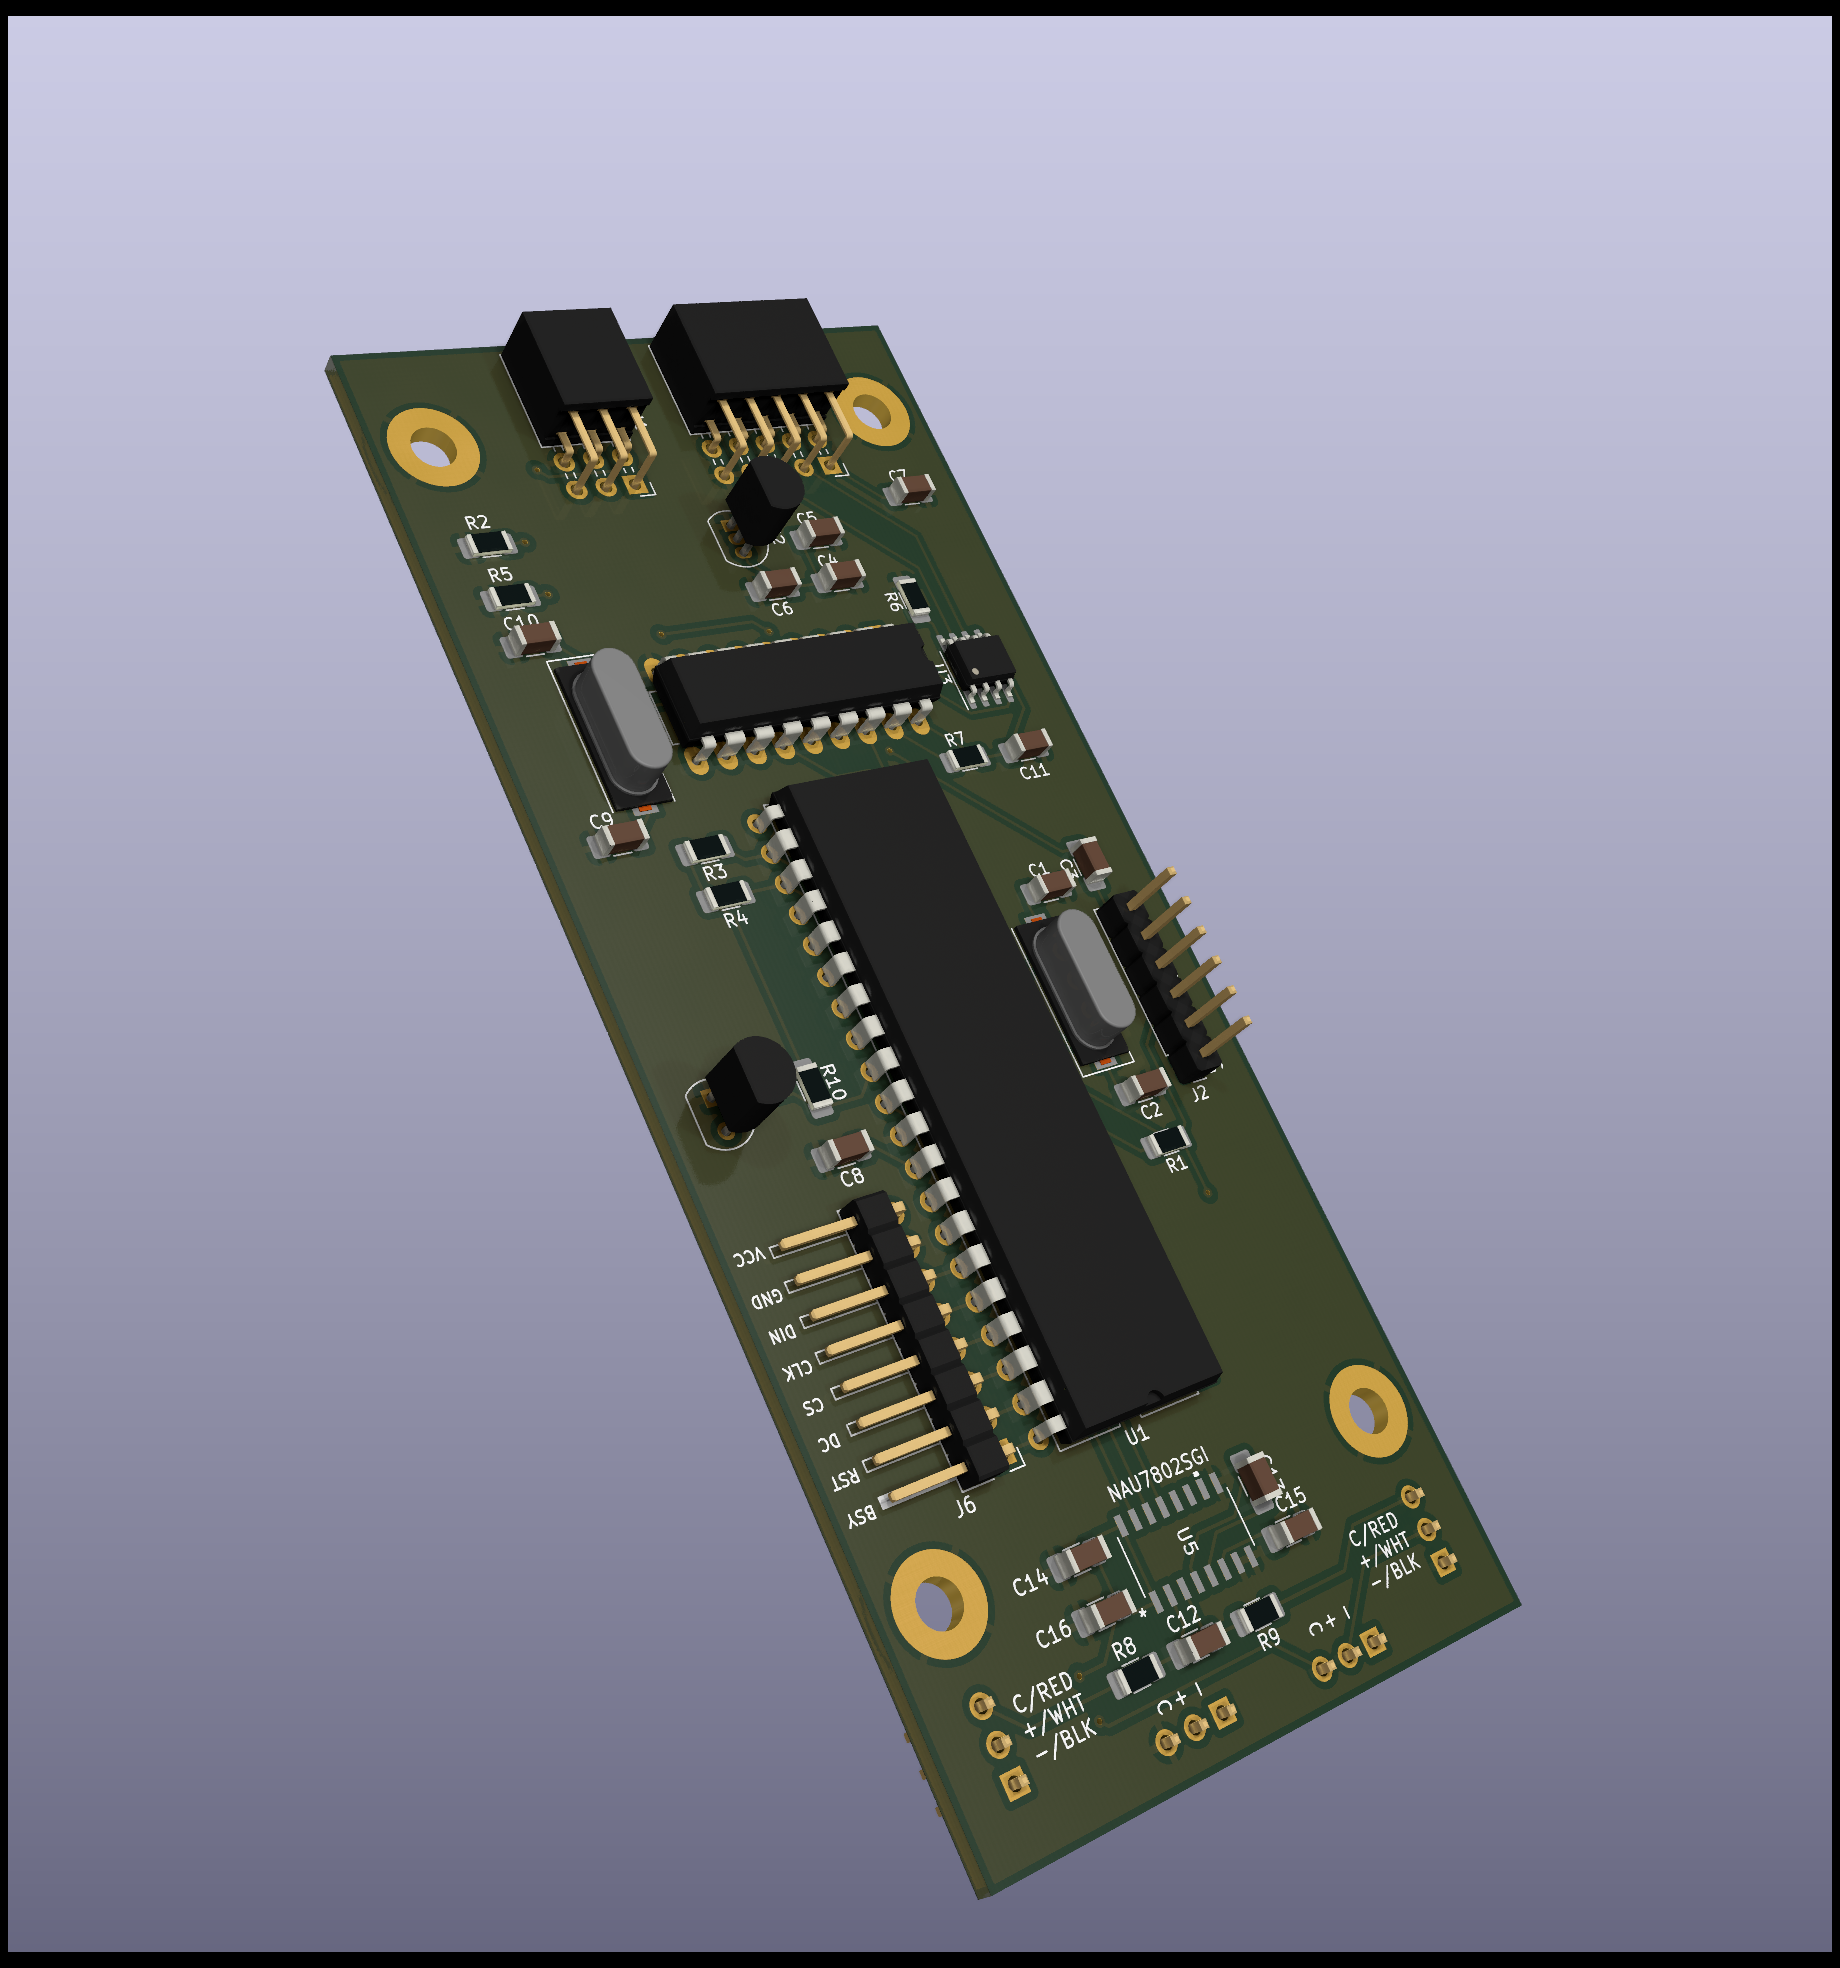 C7
R2
C5
R5
C4
C6
R6
C10
R7
C11
C9
R3
R4
C1
R10
C2
J2
C8
R1
VCC
GND
DIN
CLK
CS
DC
RST
BSY
J6
U1
NAU7802SGI
U5
C15
C14
C16
*
C12
R8
R9
C/RED
+/WHT
-/BLK
C + -
C/RED
+/WHT
-/BLK
C + -